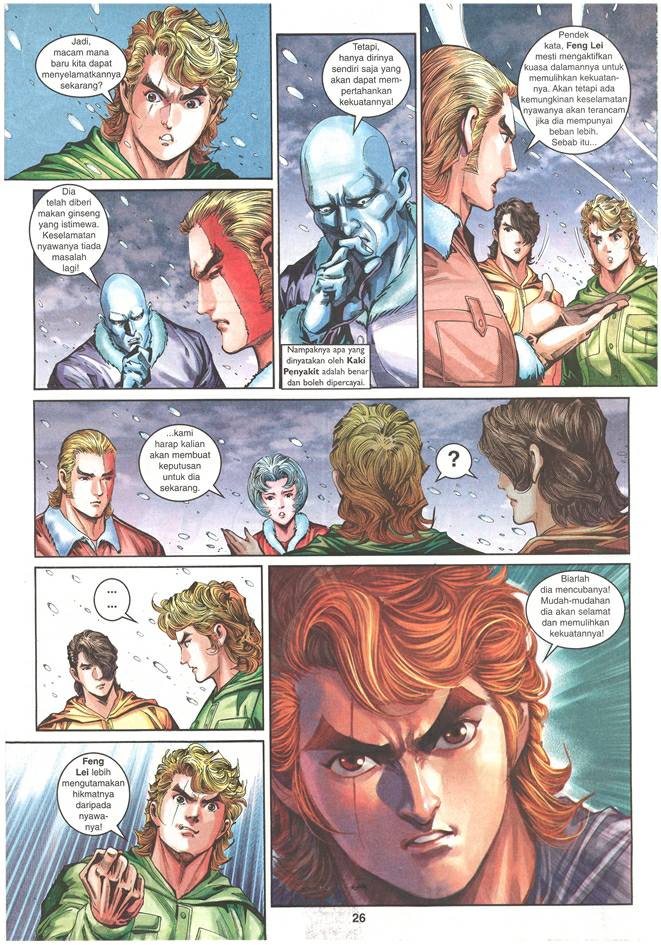 Jadi,
macam mana
baru kita dapat
menyelamatkannya
sekarang?
Tetapi,
hanya dirinya
sendiri saja yang
akan dapat mem-
pertahankan
kekuatannya!
Pendek
kata, Feng Lei
mesti mengaktifkan
kuasa dalamannya untuk
memulihkan kekuatan-
nya. Akan tetapi ada
kemungkinan keselamatan
nyawanya akan terancam
jika dia mempunyai
beban lebih.
Sebab itu...
Dia
telah diberi
makan ginseng
yang istimewa.
Keselamatan
nyawanya tiada
masalah
lagi!
Nampaknya apa yang
dinyatakan oleh Kaki
Penyakit adalah benar
dan boleh dipercayai.
...kami
harap kalian
akan membuat
keputusan
untuk dia
sekarang.
?
...
...
Biarlah
dia mencubanya!
Mudah-mudahan
dia akan selamat
dan memulihkan
kekuatannya!
Feng
Lei lebih
mengutamakan
hikmatnya
daripada
nyawa-
nya!
26